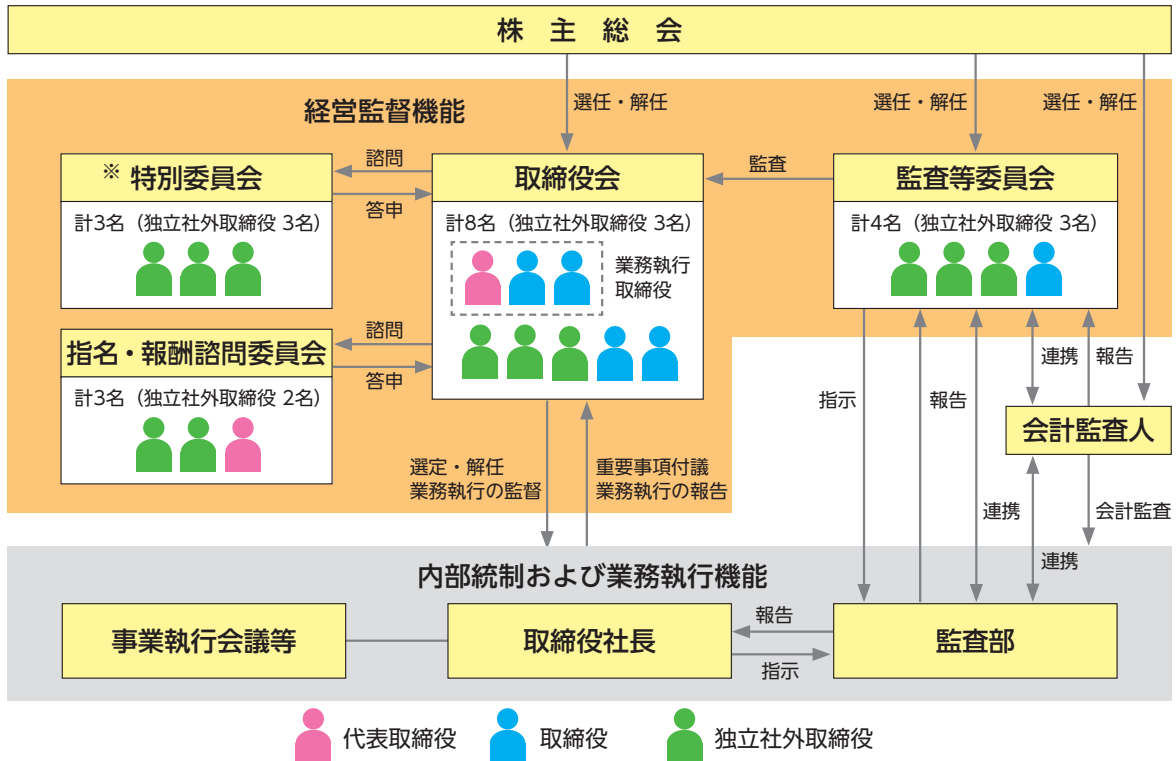 株 主 総 会
選任・解任
選任・解任
選任・解任
経営監督機能
※ 特別委員会
計3名（独立社外取締役 3名）
諮問
答申
取締役会
計8名（独立社外取締役 3名）
業務執行
取締役
監査
監査等委員会
計4名（独立社外取締役 3名）
指名・報酬諮問委員会
計3名（独立社外取締役 2名）
諮問
答申
選定・解任
業務執行の監督
重要事項付議
業務執行の報告
指示
報告
連携
連携
報告
会計監査人
連携
会計監査
内部統制および業務執行機能
事業執行会議等
取締役社長
報告
指示
監査部
代表取締役
取締役
独立社外取締役